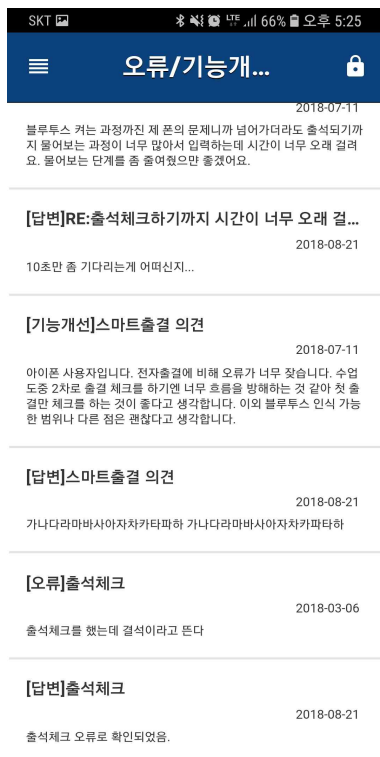 SKT LTE 66% 오후 5:25
오류/기능개...
2018-07-11
블루투스 켜는 과정까진 제 폰의 문제니까 넘어가더라도 출석되기까
지 물어보는 과정이 너무 많아서 입력하는데 시간이 너무 오래 걸려
요. 물어보는 단계를 좀 줄여줬으면 좋겠어요.
[답변]RE:출석체크하기까지 시간이 너무 오래 걸...
2018-08-21
10초만 좀 기다리는게 어떠신지...
[기능개선]스마트출결 의견
2018-07-11
아이폰 사용자입니다. 전자출결에 비해 오류가 너무 잦습니다. 수업
도중 2차로 출결 체크를 하기엔 너무 흐름을 방해하는 것 같아 첫 출
결만 체크를 하는 것이 좋다고 생각합니다. 이외 블루투스 인식 가능
한 범위나 다른 점은 괜찮다고 생각합니다.
[답변]스마트출결 의견
2018-08-21
가나다라마바사아자차카타파하 가나다라마바사아자차카파타하
[오류]출석체크
2018-03-06
출석체크를 했는데 결석이라고 뜬다
[답변]출석체크
2018-08-21
출석체크 오류로 확인되었음.